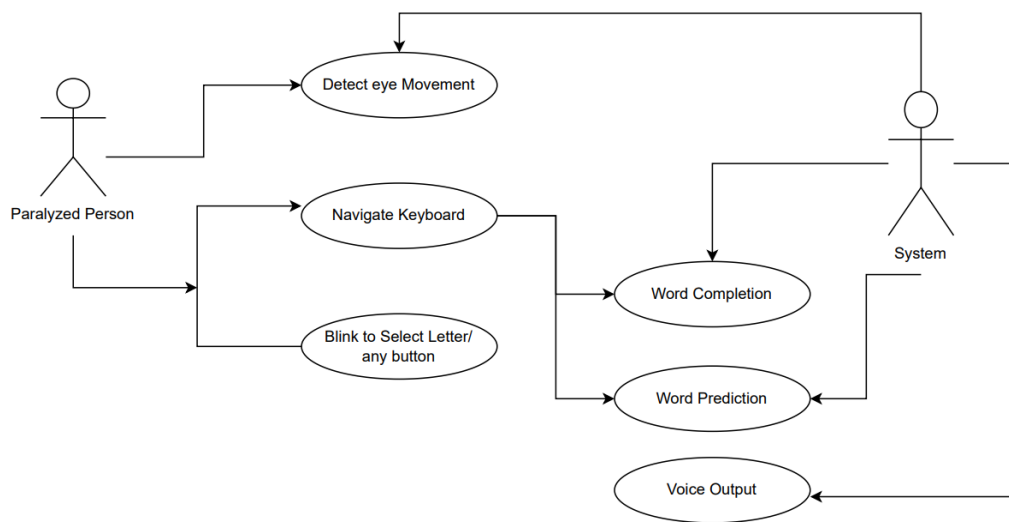 Detect eye Movement
Paralyzed Person
Navigate Keyboard
System
Word Completion
Blink to Select Letter/
any button
Word Prediction
Voice Output